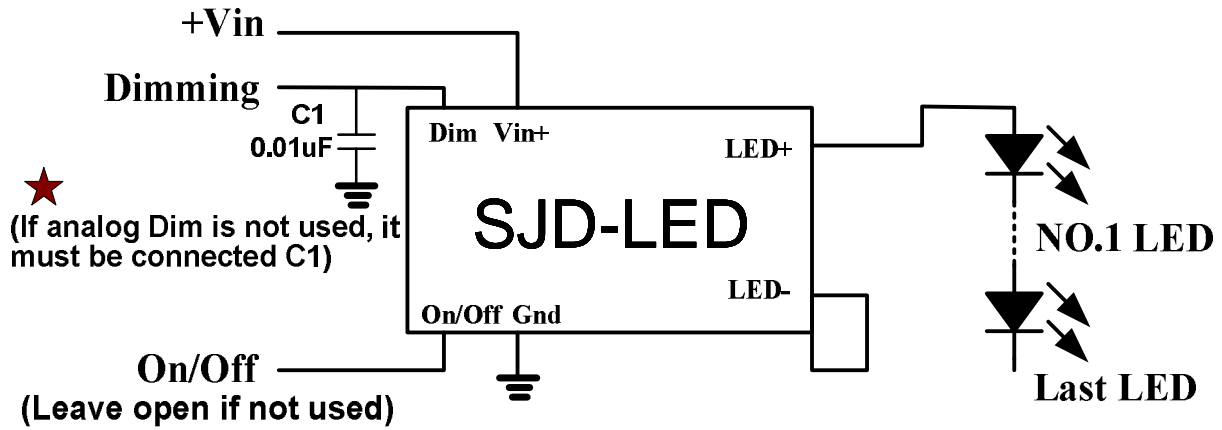 +Vin
Dimming
C1
0.01uF
Dim Vin+
LED+
SJD-LED
(If analog Dim is not used, it
must be connected C1)
NO.1 LED
LED-
On/Off Gnd
On/Off
(Leave open if not used)
Last LED